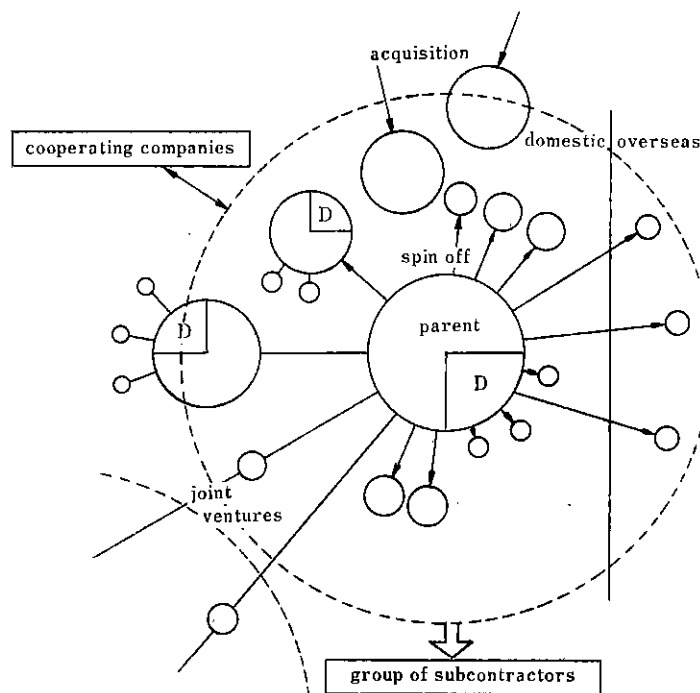 acquisition
cooperating companies
domestic overseas
D
spin off
parent
D
D
joint
ventures
group of subcontractors